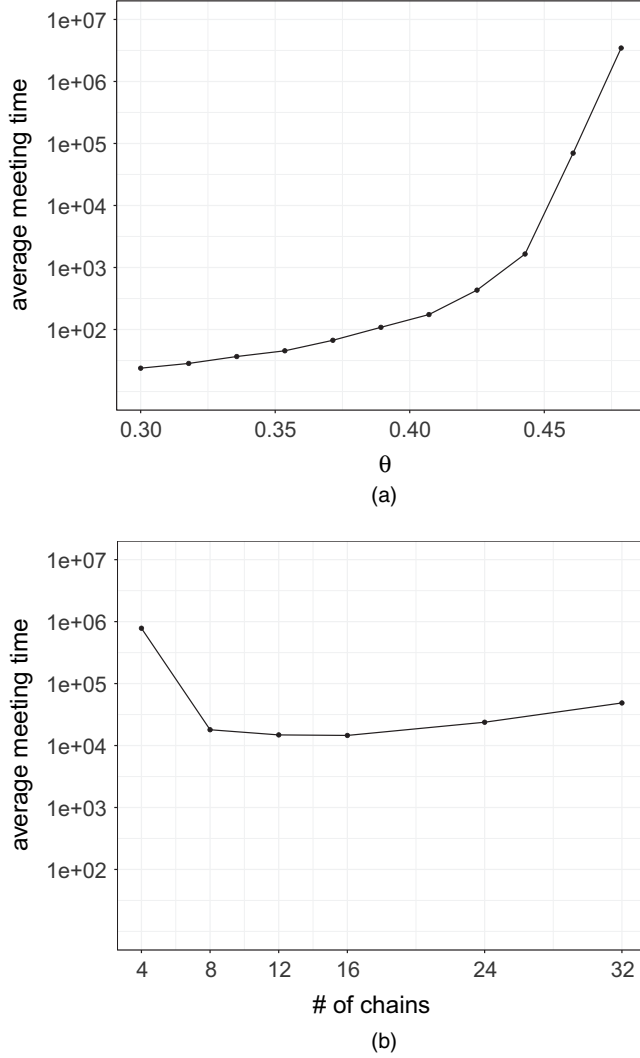 1e+07
1e+06
1e+05
1e+04
1e+03
1e+02
average meeting time
0.30 0.35 0.40 0.45
θ
(a)
1e+07
1e+06
1e+05
1e+04
1e+03
1e+02
average meeting time
4 8 12 16 24 32
# of chains
(b)